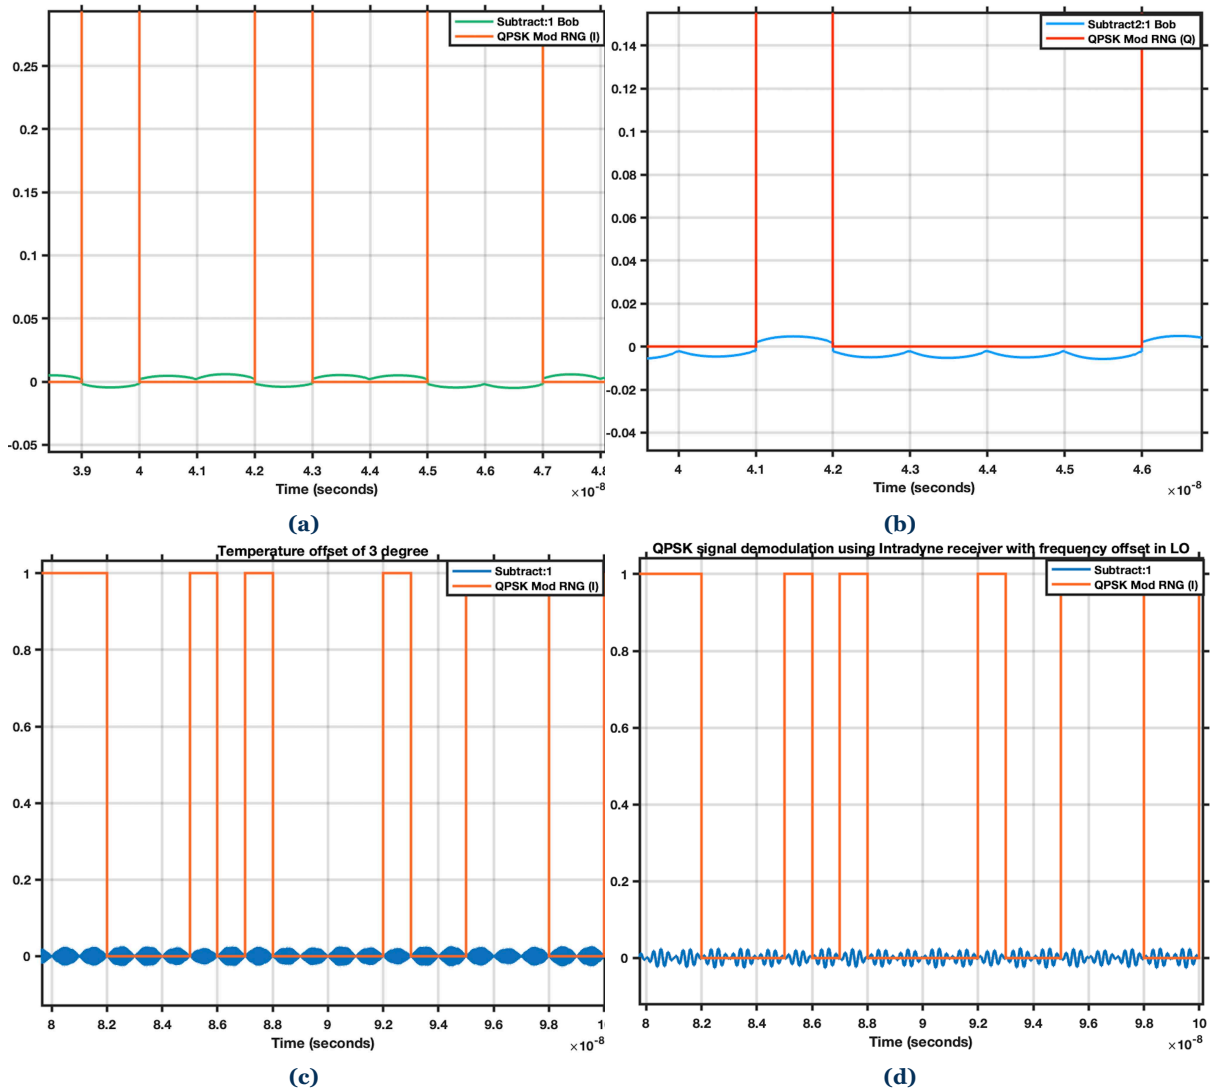 Subtract:1 Bob
QPSK Mod RNG (I)
0.25
0.2
0.15
0.1
0.05
0
-0.05
3.9 4 4.1 4.2 4.3 4.4 4.5 4.6 4.7 4.8
Time (seconds)
×10-8
(a)
Subtract2:1 Bob
QPSK Mod RNG (Q)
0.14
0.12
0.1
0.08
0.06
0.04
0.02
0
-0.02
-0.04
4 4.1 4.2 4.3 4.4 4.5 4.6
Time (seconds)
×10-8
(b)
Temperature offset of 3 degree
Subtract:1
QPSK Mod RNG (I)
1
0.8
0.6
0.4
0.2
0
8 8.2 8.4 8.6 8.8 9 9.2 9.4 9.6 9.8
Time (seconds)
×10-8
(c)
QPSK signal demodulation using Intradyne receiver with frequency offset in LO
Subtract:1
QPSK Mod RNG (I)
1
0.8
0.6
0.4
0.2
0
8 8.2 8.4 8.6 8.8 9 9.2 9.4 9.6 9.8 10
Time (seconds)
×10-8
(d)